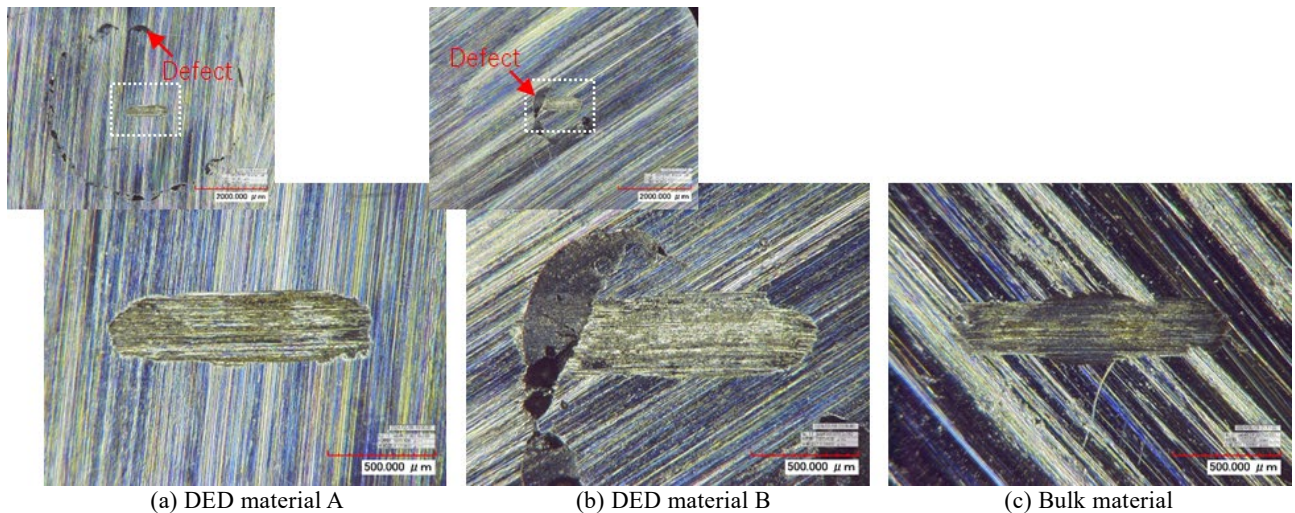 Defect
Defect
2000.000 μm
2000.000 μm
500.000 μm
500.000 μm
500.000 μm
(a) DED material A
(b) DED material B
(c) Bulk material